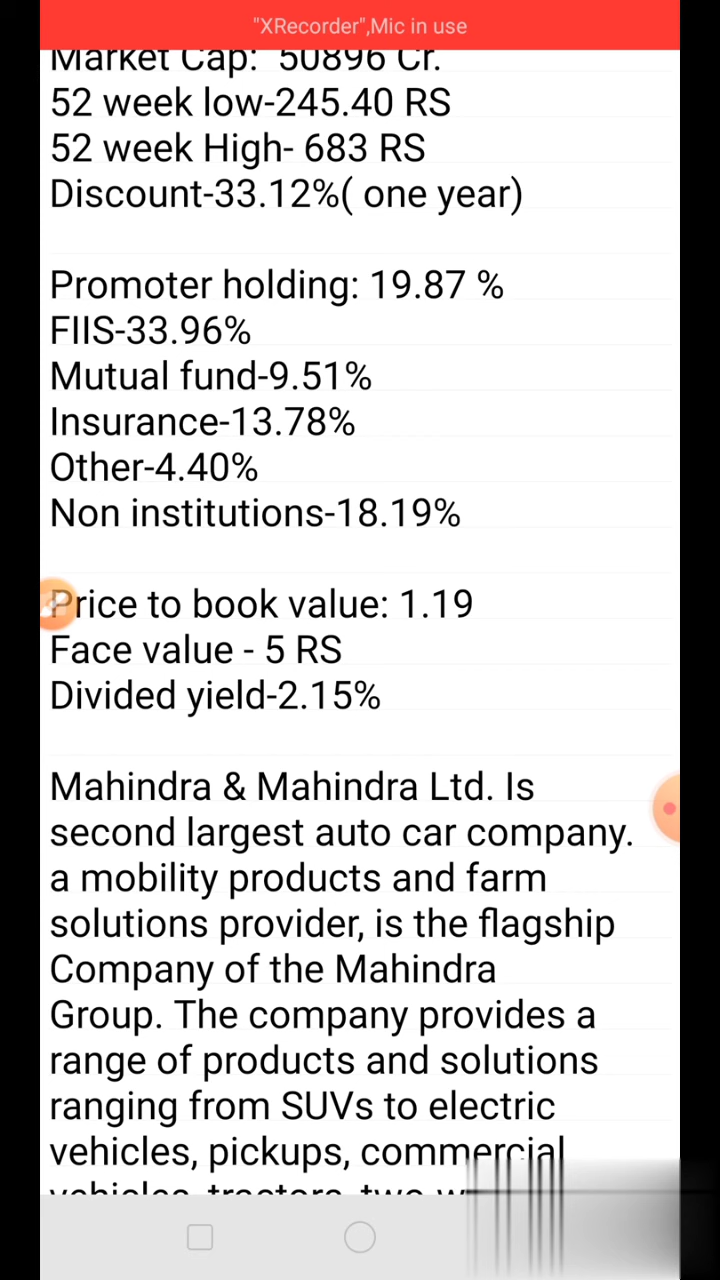 "XRecorder",Mic in use
Market Cap:  50896 Cr.
52 week low-245.40 RS
52 week High- 683 RS
Discount-33.12%( one year)
Promoter holding: 19.87 %
FIIS-33.96%
Mutual fund-9.51%
Insurance-13.78%
Other-4.40%
Non institutions-18.19%
Price to book value: 1.19
Face value - 5 RS
Divided yield-2.15%
Mahindra & Mahindra Ltd. Is
second largest auto car company.
a mobility products and farm
solutions provider, is the flagship
Company of the Mahindra
Group. The company provides a
range of products and solutions
ranging from SUVs to electric
vehicles, pickups, commercial
vehicles, tractors, two-w